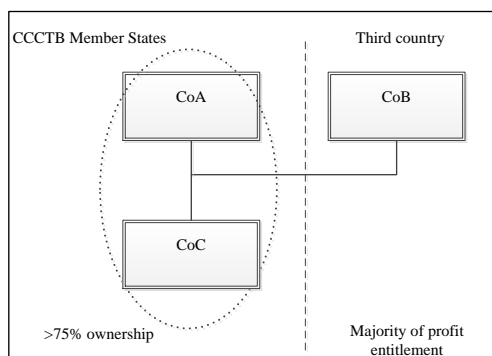 CCCTB Member States
Third country
CoA
CoB
CoC
>75% ownership
Majority of profit
entitlement